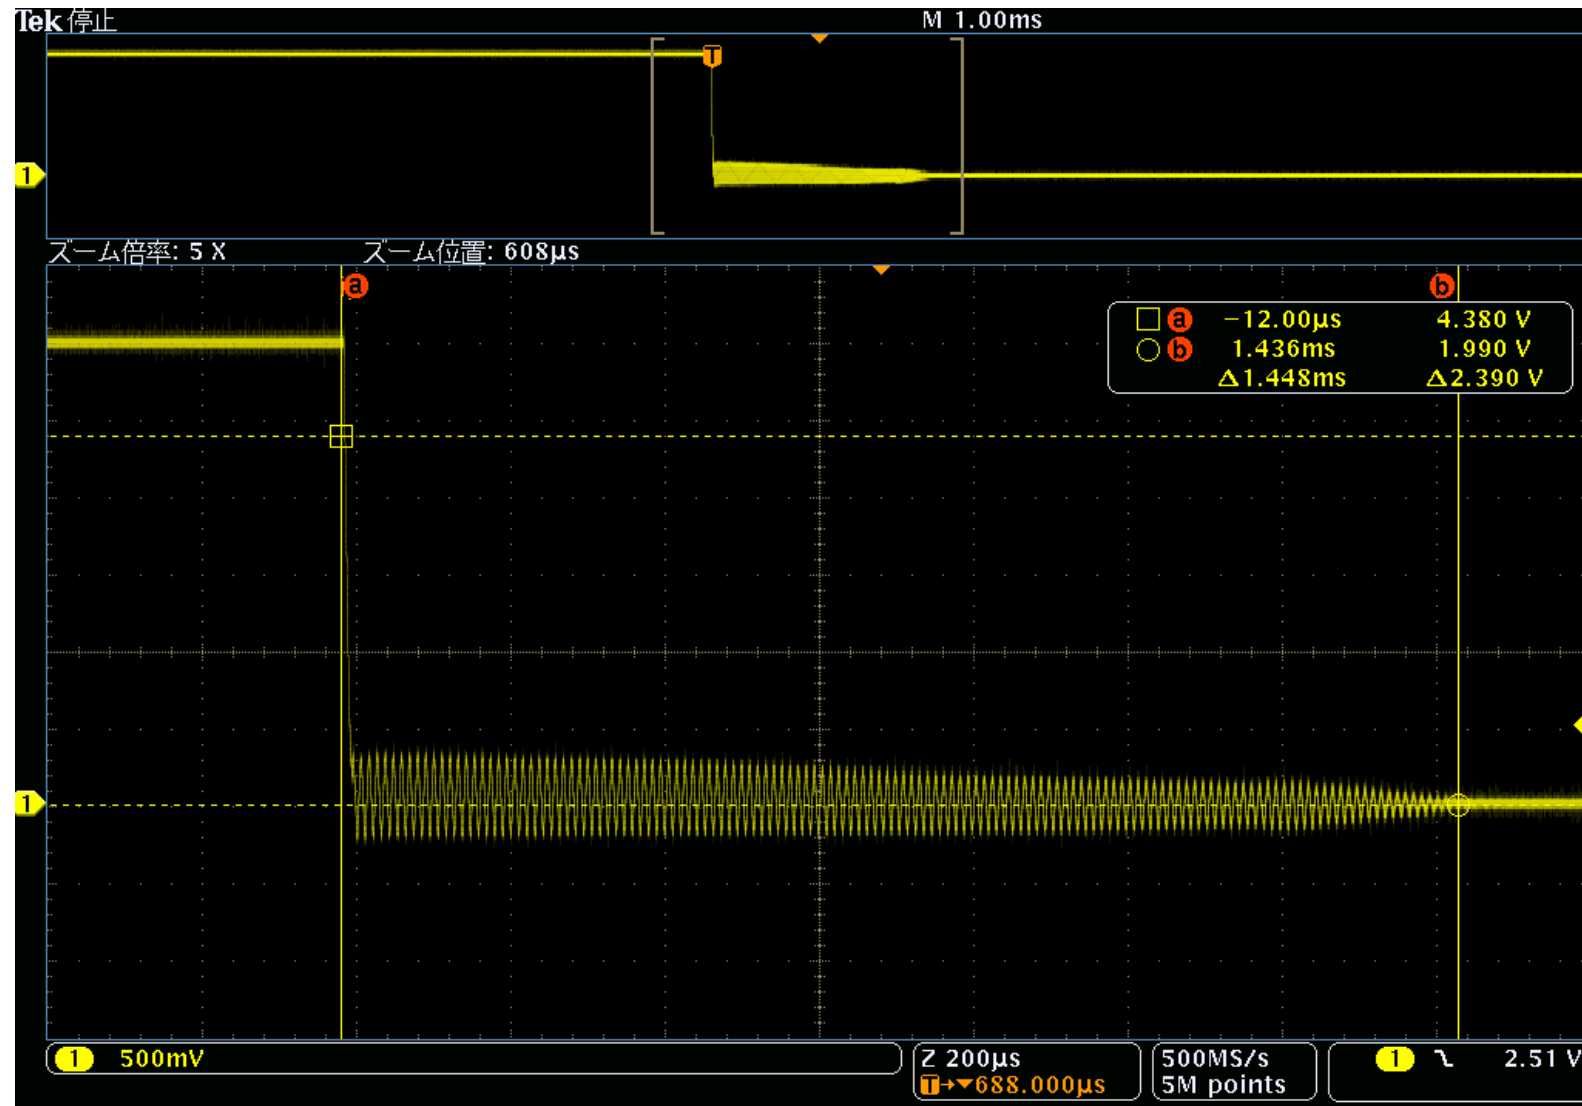 Tek 停止 M 1.00ms
T
1
ズーム倍率: 5 X ズーム位置: 608µs
a b
a −12.00µs 4.380 V
b 1.436ms 1.990 V
Δ1.448ms Δ2.390 V
1
1 500mV Z 200µs 500MS/s 1 2.51 V
T→▼688.000µs 5M points